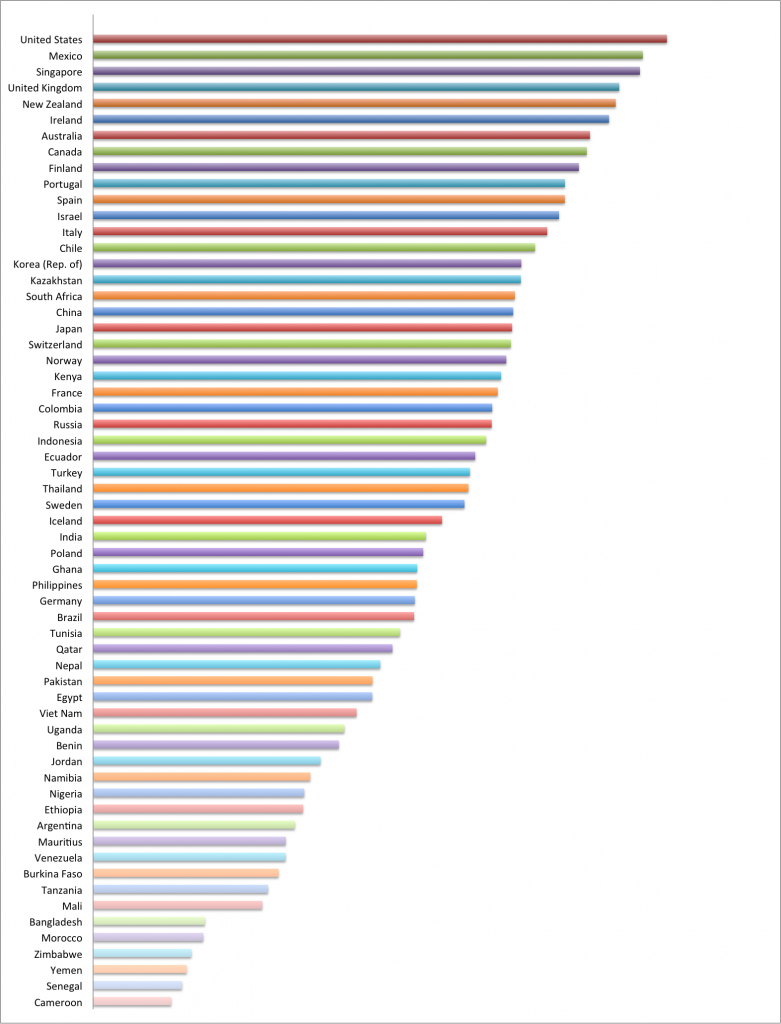 United States
Mexico
Singapore
United Kingdom
New Zealand
Ireland
Australia
Canada
Finland
Portugal
Spain
Israel
Italy
Chile
Korea (Rep. of)
Kazakhstan
South Africa
China
Japan
Switzerland
Norway
Kenya
France
Colombia
Russia
Indonesia
Ecuador
Turkey
Thailand
Sweden
Iceland
India
Poland
Ghana
Philippines
Germany
Brazil
Tunisia
Qatar
Nepal
Pakistan
Egypt
Viet Nam
Uganda
Benin
Jordan
Namibia
Nigeria
Ethiopia
Argentina
Mauritius
Venezuela
Burkina Faso
Tanzania
Mali
Bangladesh
Morocco
Zimbabwe
Yemen
Senegal
Cameroon